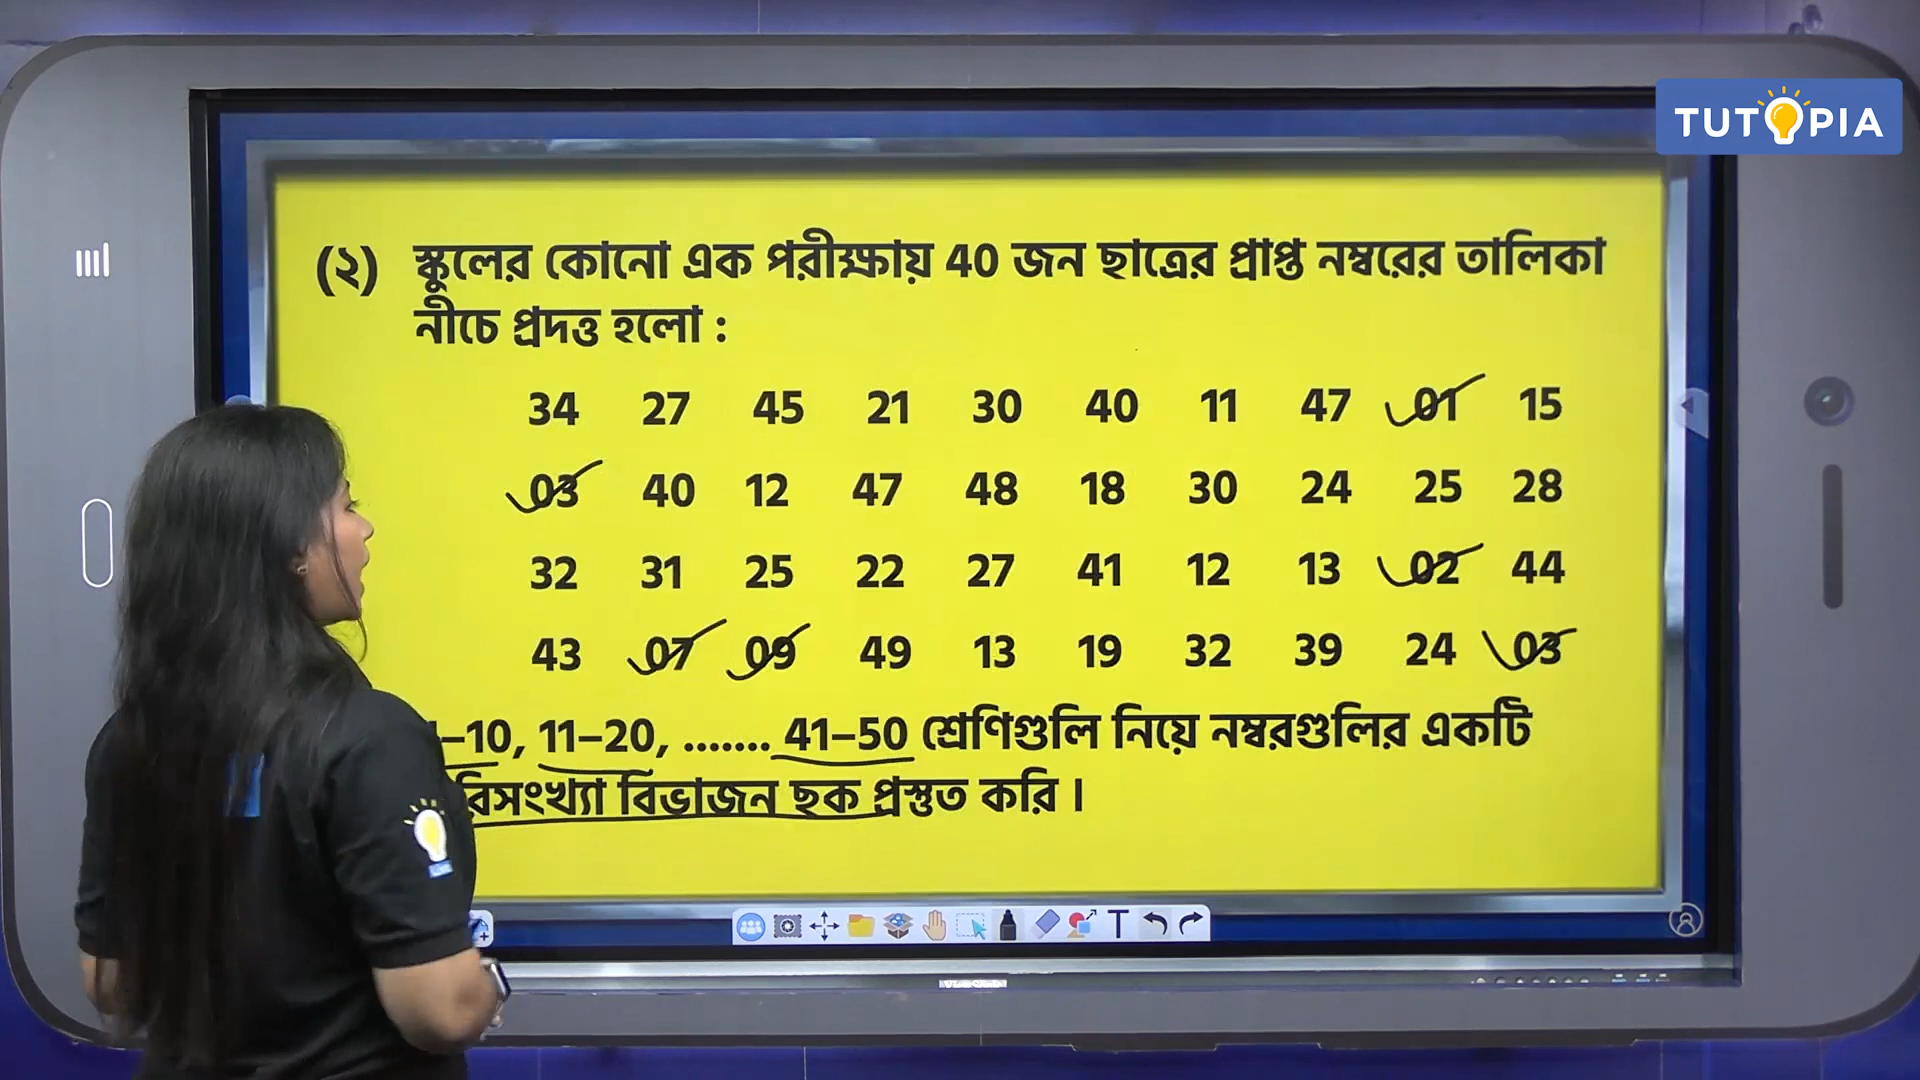 TUTOPIA
(২) স্কুলের কোনো এক পরীক্ষায় 40 জন ছাত্রের প্রাপ্ত নম্বরের তালিকা
নীচে প্রদত্ত হলো :
34 27 45 21 30 40 11 47 01 15
03 40 12 47 48 18 30 24 25 28
32 31 25 22 27 41 12 13 02 44
43 07 09 49 13 19 32 39 24 03
–10, 11–20, ....... 41–50 শ্রেণিগুলি নিয়ে নম্বরগুলির একটি
বিভাজন ছক প্রস্তুত করি ।